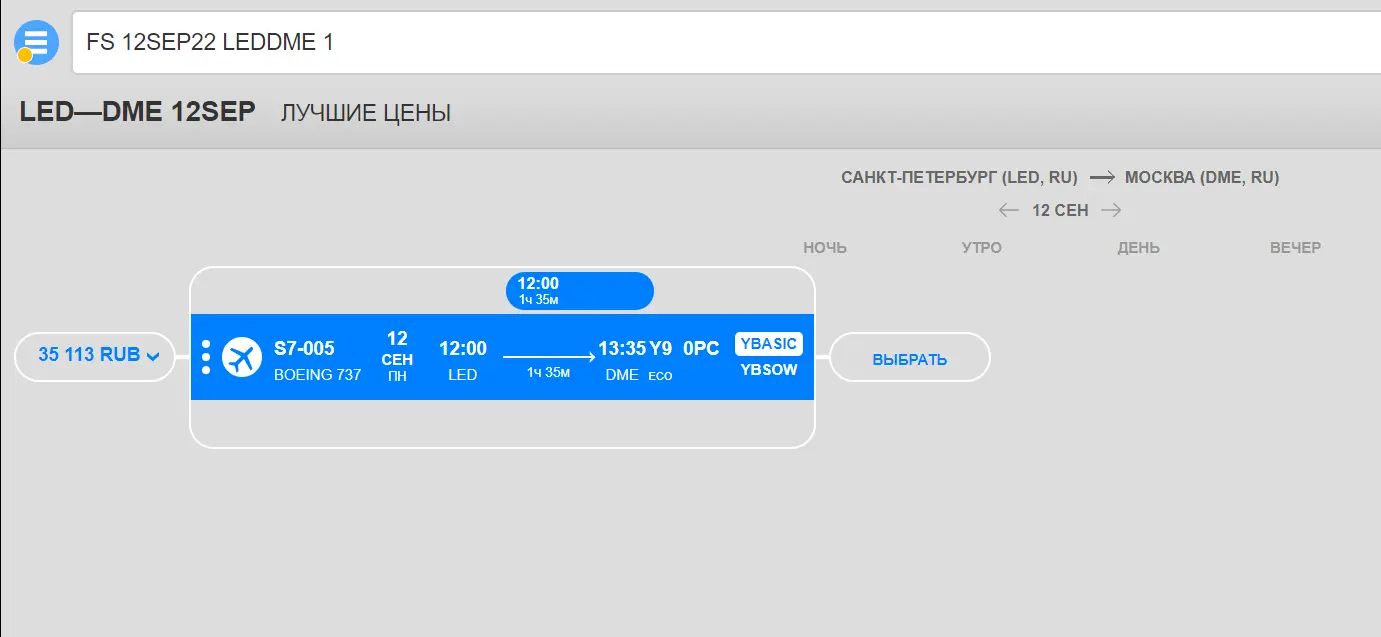 FS 12SEP22 LEDDME 1
LED—DME 12SEP ЛУЧШИЕ ЦЕНЫ
САНКТ-ПЕТЕРБУРГ (LED, RU) → МОСКВА (DME, RU)
← 12 СЕН →
НОЧЬ УТРО ДЕНЬ ВЕЧЕР
12:00
1ч 35м
35 113 RUB
S7-005
BOEING 737
12
СЕН
ПН
12:00
LED
1ч 35м
13:35 Y9 0PC
DME ECO
YBASIC
YBSOW
ВЫБРАТЬ